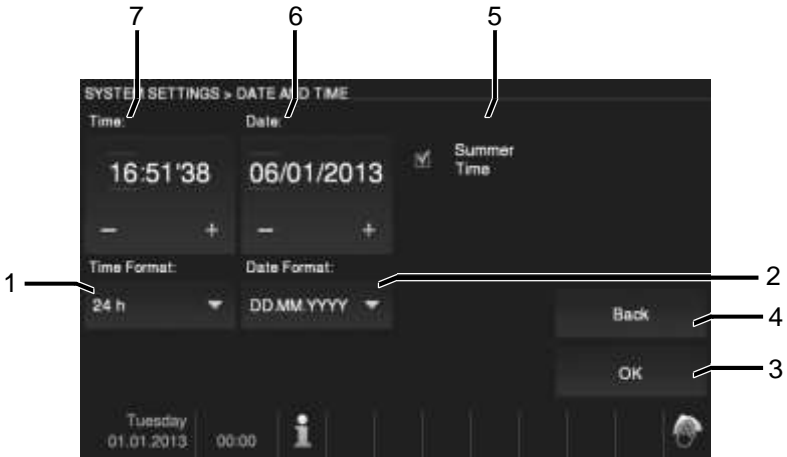 7 6 5
SYSTEM SETTINGS > DATE AND TIME
Time: Date:
16:51'38 06/01/2013 Summer
Time
− + − +
Time Format: Date Format:
1 2
24 h DD.MM.YYYY
Back 4
OK 3
Tuesday
01.01.2013 00:00 i